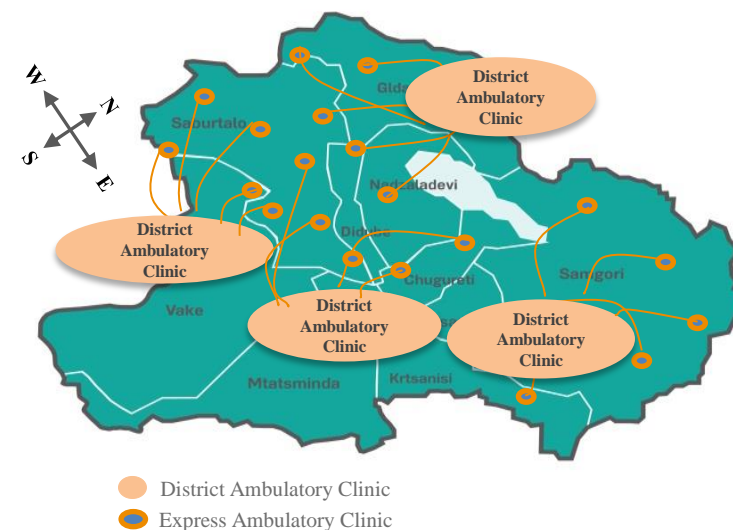 W
N
S
E
Saburtalo
District
Ambulatory
Clinic
Nadzaladevi
District
Ambulatory
Clinic
Didube
Samgori
Chugureti
Vake
District
Ambulatory
Clinic
District
Ambulatory
Clinic
Mtatsminda
Krtsanisi
District Ambulatory Clinic
Express Ambulatory Clinic